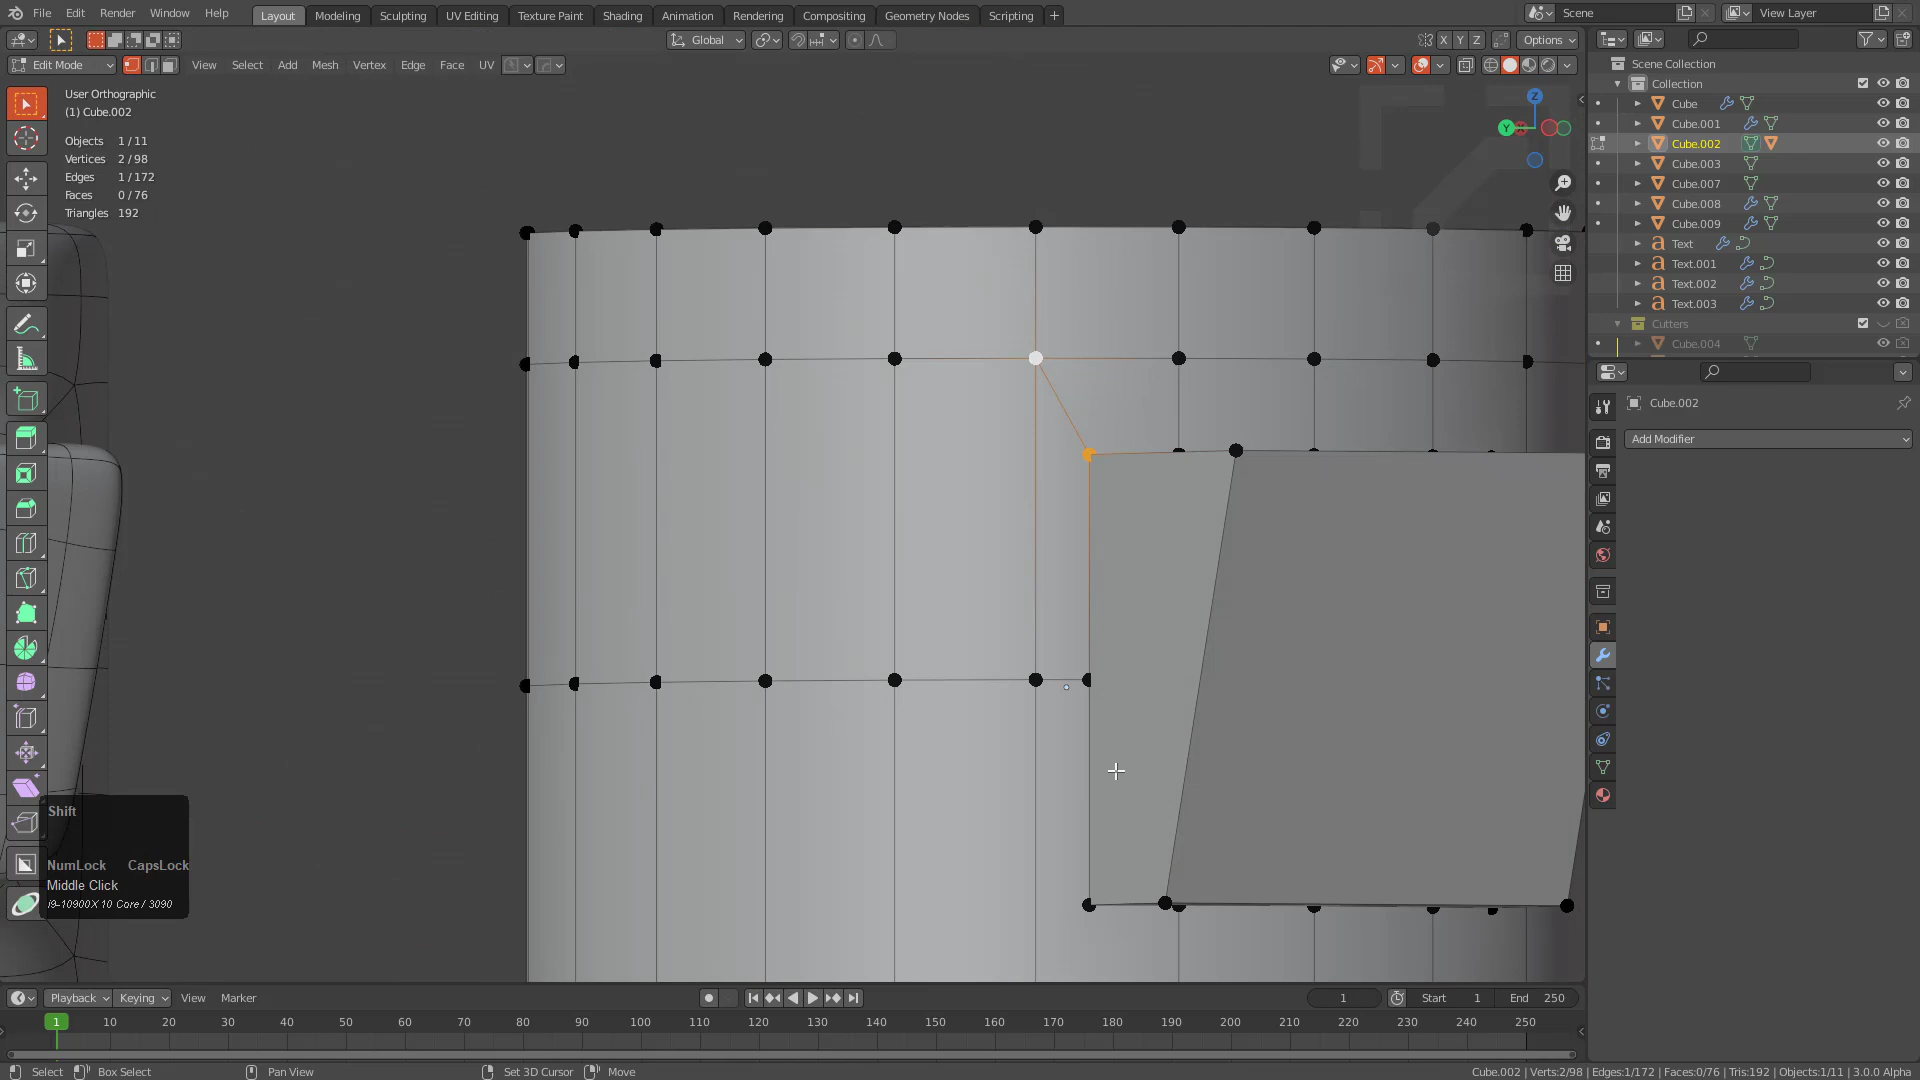 File Edit Render Window Help Layout Modeling Sculpting UV Editing Texture Paint Shading Animation Rendering Compositing Geometry Nodes Scripting + Scene View Layer
Global X Y Z Options
Edit Mode View Select Add Mesh Vertex Edge Face UV
User Orthographic
(1) Cube.002
Objects 1 / 11
Vertices 2 / 98
Edges 1 / 172
Faces 0 / 76
Triangles 192
Z
Y
Scene Collection
Collection
Cube
Cube.001
Cube.002
Cube.003
Cube.007
Cube.008
Cube.009
Text
Text.001
Text.002
Text.003
Cutters
Cube.004
Cube.002
Add Modifier
Shift
NumLock CapsLock
Middle Click
i9-10900X 10 Core / 3090
Playback Keying View Marker 1 Start 1 End 250
1 10 20 30 40 50 60 70 80 90 100 110 120 130 140 150 160 170 180 190 200 210 220 230 240 250
Select Box Select Pan View Set 3D Cursor Move Cube.002 | Verts:2/98 | Edges:1/172 | Faces:0/76 | Tris:192 | Objects:1/11 | 3.0.0 Alpha